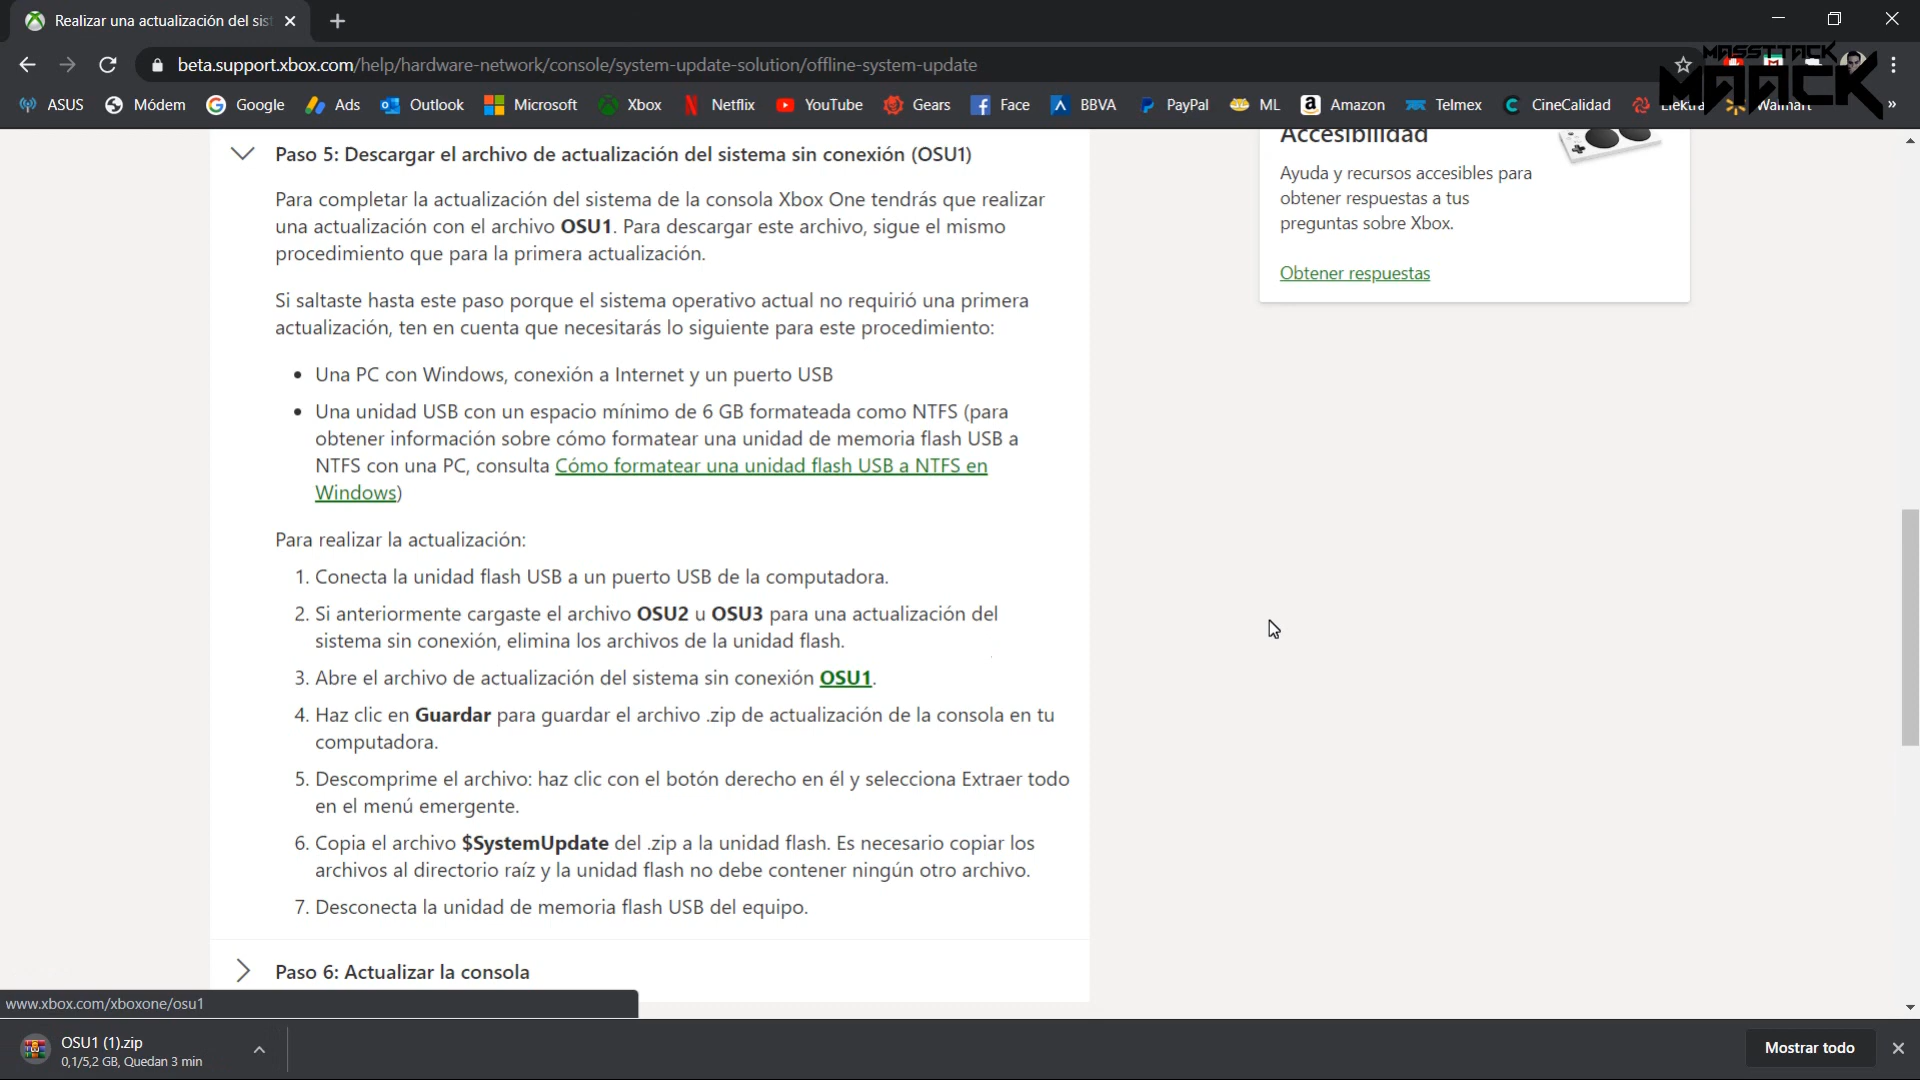 Realizar una actualización del sis
beta.support.xbox.com/help/hardware-network/console/system-update-solution/offline-system-update
MASSTTACK
MAACK
ASUS Módem Google Ads Outlook Microsoft Xbox Netflix YouTube Gears Face BBVA PayPal ML Amazon Telmex CineCalidad Elektra Walmart »
Paso 5: Descargar el archivo de actualización del sistema sin conexión (OSU1)
Para completar la actualización del sistema de la consola Xbox One tendrás que realizar
una actualización con el archivo OSU1. Para descargar este archivo, sigue el mismo
procedimiento que para la primera actualización.
Si saltaste hasta este paso porque el sistema operativo actual no requirió una primera
actualización, ten en cuenta que necesitarás lo siguiente para este procedimiento:
• Una PC con Windows, conexión a Internet y un puerto USB
• Una unidad USB con un espacio mínimo de 6 GB formateada como NTFS (para
obtener información sobre cómo formatear una unidad de memoria flash USB a
NTFS con una PC, consulta Cómo formatear una unidad flash USB a NTFS en
Windows)
Para realizar la actualización:
1. Conecta la unidad flash USB a un puerto USB de la computadora.
2. Si anteriormente cargaste el archivo OSU2 u OSU3 para una actualización del
sistema sin conexión, elimina los archivos de la unidad flash.
3. Abre el archivo de actualización del sistema sin conexión OSU1.
4. Haz clic en Guardar para guardar el archivo .zip de actualización de la consola en tu
computadora.
5. Descomprime el archivo: haz clic con el botón derecho en él y selecciona Extraer todo
en el menú emergente.
6. Copia el archivo $SystemUpdate del .zip a la unidad flash. Es necesario copiar los
archivos al directorio raíz y la unidad flash no debe contener ningún otro archivo.
7. Desconecta la unidad de memoria flash USB del equipo.
Paso 6: Actualizar la consola
Accesibilidad
Ayuda y recursos accesibles para
obtener respuestas a tus
preguntas sobre Xbox.
Obtener respuestas
www.xbox.com/xboxone/osu1
OSU1 (1).zip
0,1/5,2 GB, Quedan 3 min
Mostrar todo